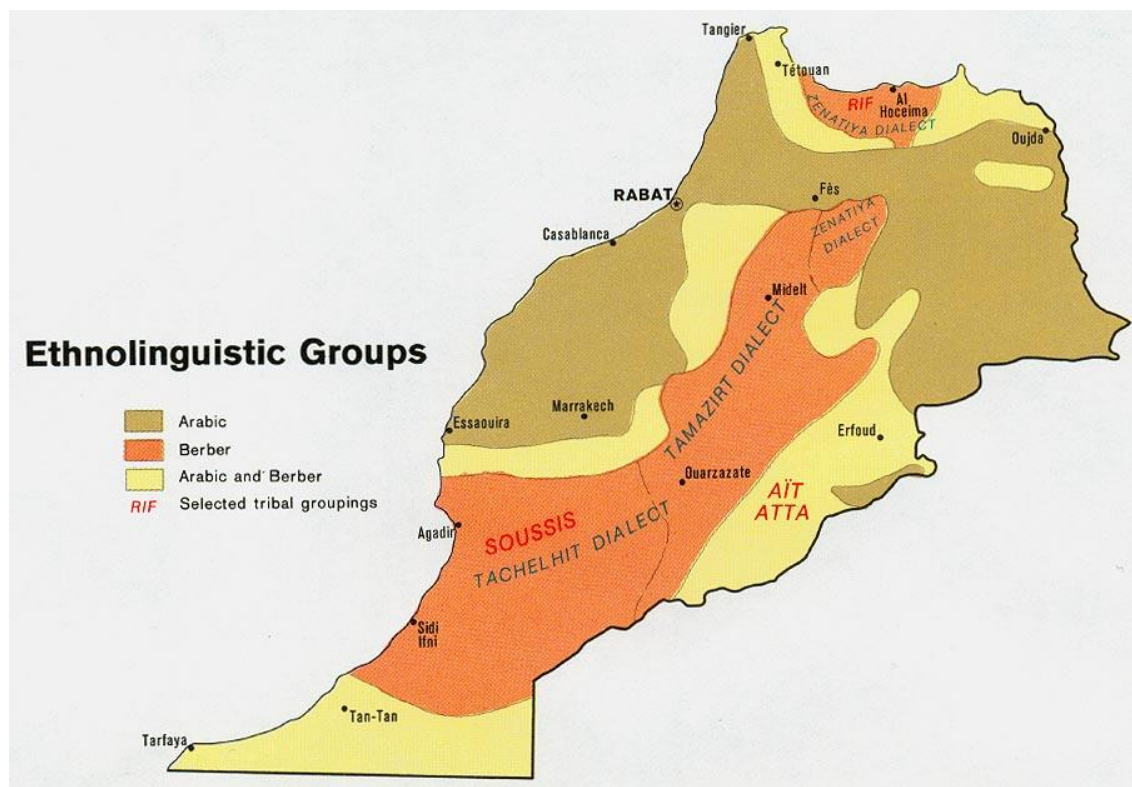 Tangier
Tétouan
RIF
Al
Hoceima
ZENATIYA DIALECT
Oujda
RABAT
Fès
ZENATIYA
DIALECT
Casablanca
Midelt
Ethnolinguistic Groups
TAMAZIRT DIALECT
Marrakech
Essaouira
Arabic
Berber
Arabic and Berber
RIF Selected tribal groupings
Erfoud
Ouarzazate
AÏT
ATTA
Agadir
SOUSSIS
TACHELHIT DIALECT
Sidi
Ifni
Tan-Tan
Tarfaya